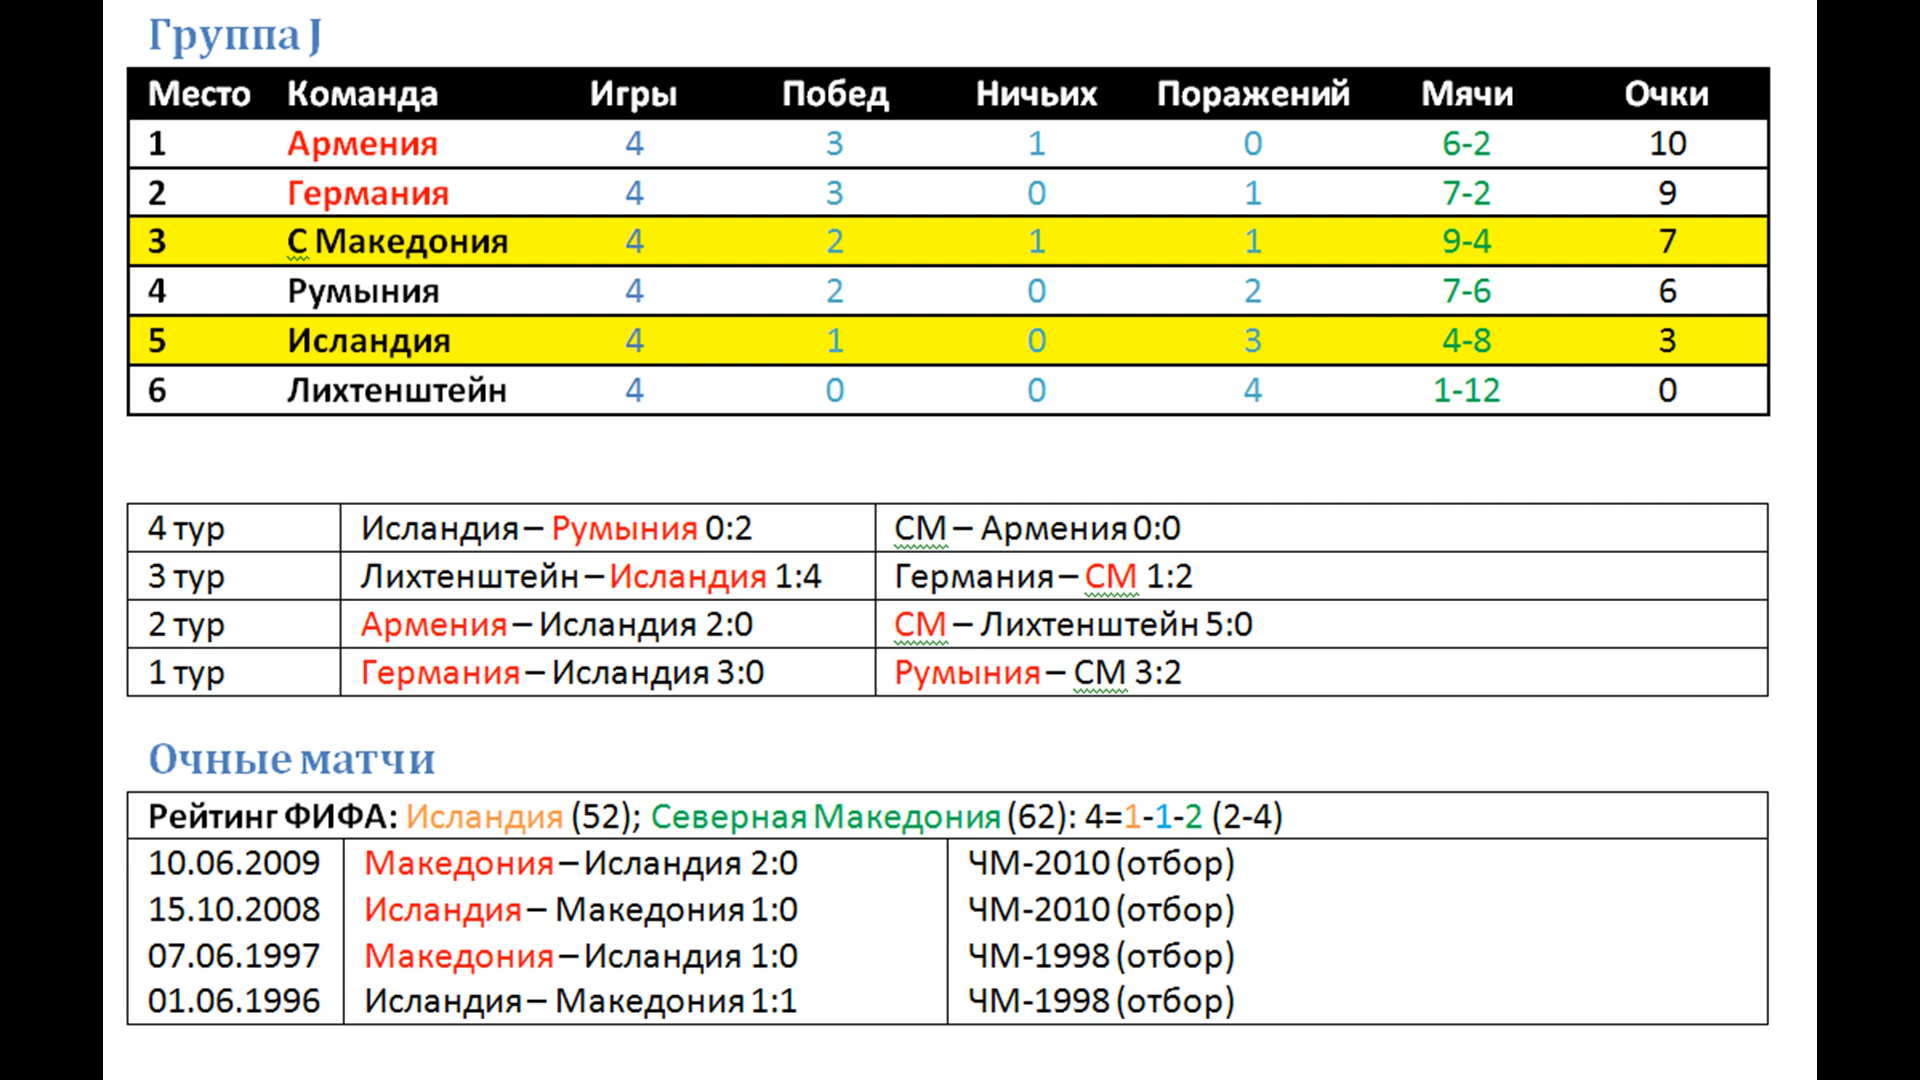 Группа J
Место Команда Игры Побед Ничьих Поражений Мячи Очки
1 Армения 4 3 1 0 6-2 10
2 Германия 4 3 0 1 7-2 9
3 С Македония 4 2 1 1 9-4 7
4 Румыния 4 2 0 2 7-6 6
5 Исландия 4 1 0 3 4-8 3
6 Лихтенштейн 4 0 0 4 1-12 0
4 тур Исландия – Румыния 0:2 СМ – Армения 0:0
3 тур Лихтенштейн – Исландия 1:4 Германия – СМ 1:2
2 тур Армения – Исландия 2:0 СМ – Лихтенштейн 5:0
1 тур Германия – Исландия 3:0 Румыния – СМ 3:2
Очные матчи
Рейтинг ФИФА: Исландия (52); Северная Македония (62): 4=1-1-2 (2-4)
10.06.2009 Македония – Исландия 2:0 ЧМ-2010 (отбор)
15.10.2008 Исландия – Македония 1:0 ЧМ-2010 (отбор)
07.06.1997 Македония – Исландия 1:0 ЧМ-1998 (отбор)
01.06.1996 Исландия – Македония 1:1 ЧМ-1998 (отбор)